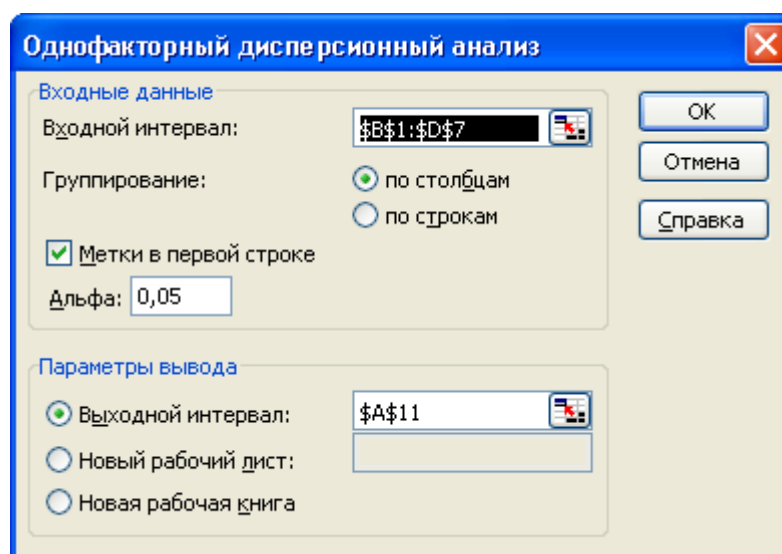 Однофакторный дисперсионный анализ
Входные данные
Входной интервал: $B$1:$D$7
Группирование: по столбцам
по строкам
Метки в первой строке
Альфа: 0,05
OK
Отмена
Справка
Параметры вывода
Выходной интервал: $A$11
Новый рабочий лист:
Новая рабочая книга